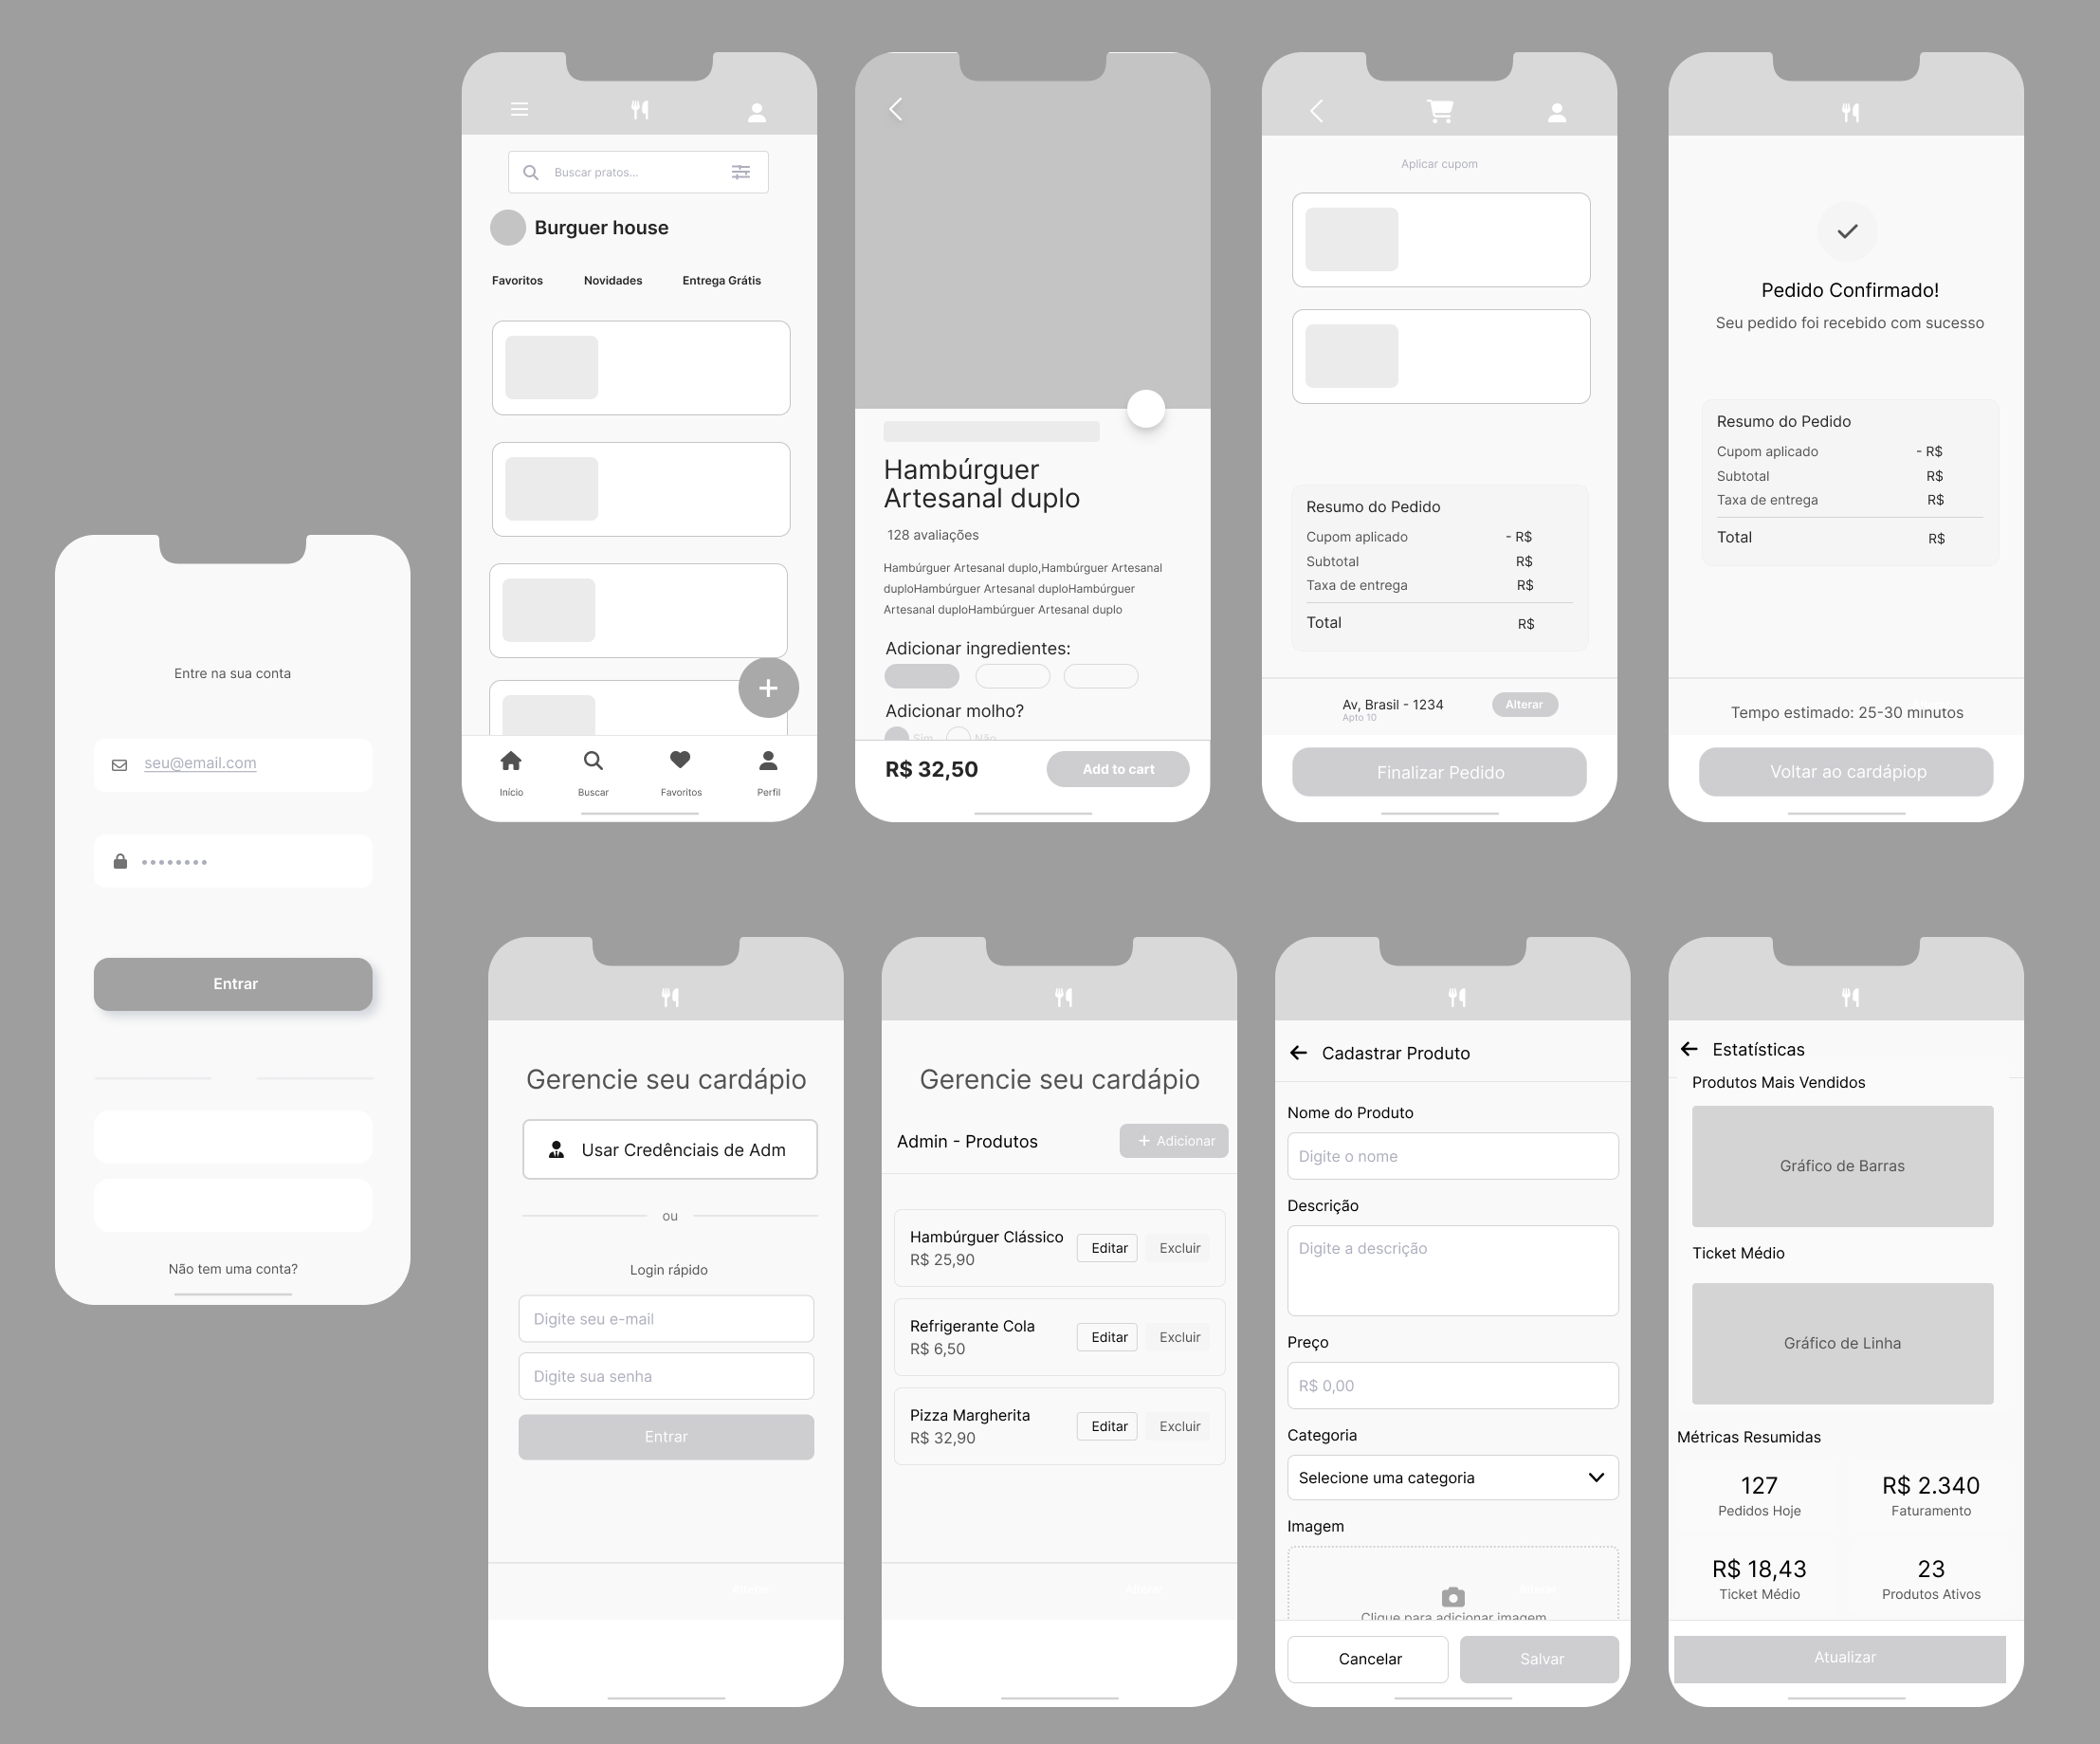 Entre na sua conta
seu@email.com
Entrar
Não tem uma conta?
Buscar pratos...
Burguer house
Favoritos Novidades Entrega Grátis
Início Buscar Favoritos Perfil
Hambúrguer
Artesanal duplo
128 avaliações
Hambúrguer Artesanal duplo,Hambúrguer Artesanal
duploHambúrguer Artesanal duploHambúrguer
Artesanal duploHambúrguer Artesanal duplo
Adicionar ingredientes:
Adicionar molho?
Sim Não
R$ 32,50 Add to cart
Aplicar cupom
Resumo do Pedido
Cupom aplicado - R$
Subtotal R$
Taxa de entrega R$
Total R$
Av, Brasil - 1234 Alterar
Apto 10
Finalizar Pedido
Pedido Confirmado!
Seu pedido foi recebido com sucesso
Resumo do Pedido
Cupom aplicado - R$
Subtotal R$
Taxa de entrega R$
Total R$
Tempo estimado: 25-30 minutos
Voltar ao cardápiop
Gerencie seu cardápio
Usar Credênciais de Adm
ou
Login rápido
Digite seu e-mail
Digite sua senha
Entrar
Alterar
Gerencie seu cardápio
Admin - Produtos + Adicionar
Hambúrguer Clássico Editar Excluir
R$ 25,90
Refrigerante Cola Editar Excluir
R$ 6,50
Pizza Margherita Editar Excluir
R$ 32,90
Alterar
Cadastrar Produto
Nome do Produto
Digite o nome
Descrição
Digite a descrição
Preço
R$ 0,00
Categoria
Selecione uma categoria
Imagem
Alterar
Clique para adicionar imagem
Cancelar Salvar
Estatísticas
Produtos Mais Vendidos
Gráfico de Barras
Ticket Médio
Gráfico de Linha
Métricas Resumidas
127 R$ 2.340
Pedidos Hoje Faturamento
R$ 18,43 23
Ticket Médio Produtos Ativos
Atualizar